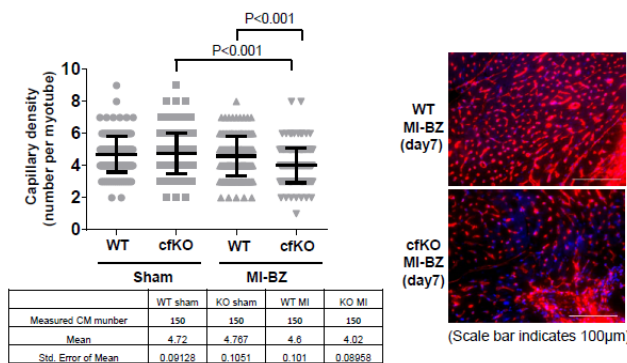 P<0.001
P<0.001
Capillary density
(number per myotube)
10
8
6
4
2
0
WT
cfKO
WT
cfKO
Sham
MI-BZ
WT sham
KO sham
WT MI
KO MI
Measured CM munber
150
150
150
150
Mean
4.72
4.767
4.6
4.02
Std. Error of Mean
0.09128
0.1051
0.101
0.08958
WT
MI-BZ
(day7)
cfKO
MI-BZ
(day7)
(Scale bar indicates 100μm)